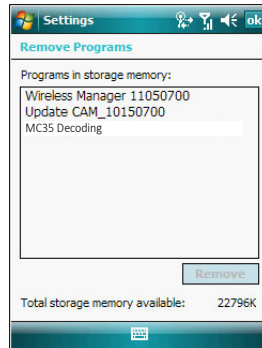 Settings
ok
Remove Programs
Programs in storage memory:
Wireless Manager 11050700
Update CAM_10150700
MC35 Decoding
Remove
Total storage memory available: 22796K